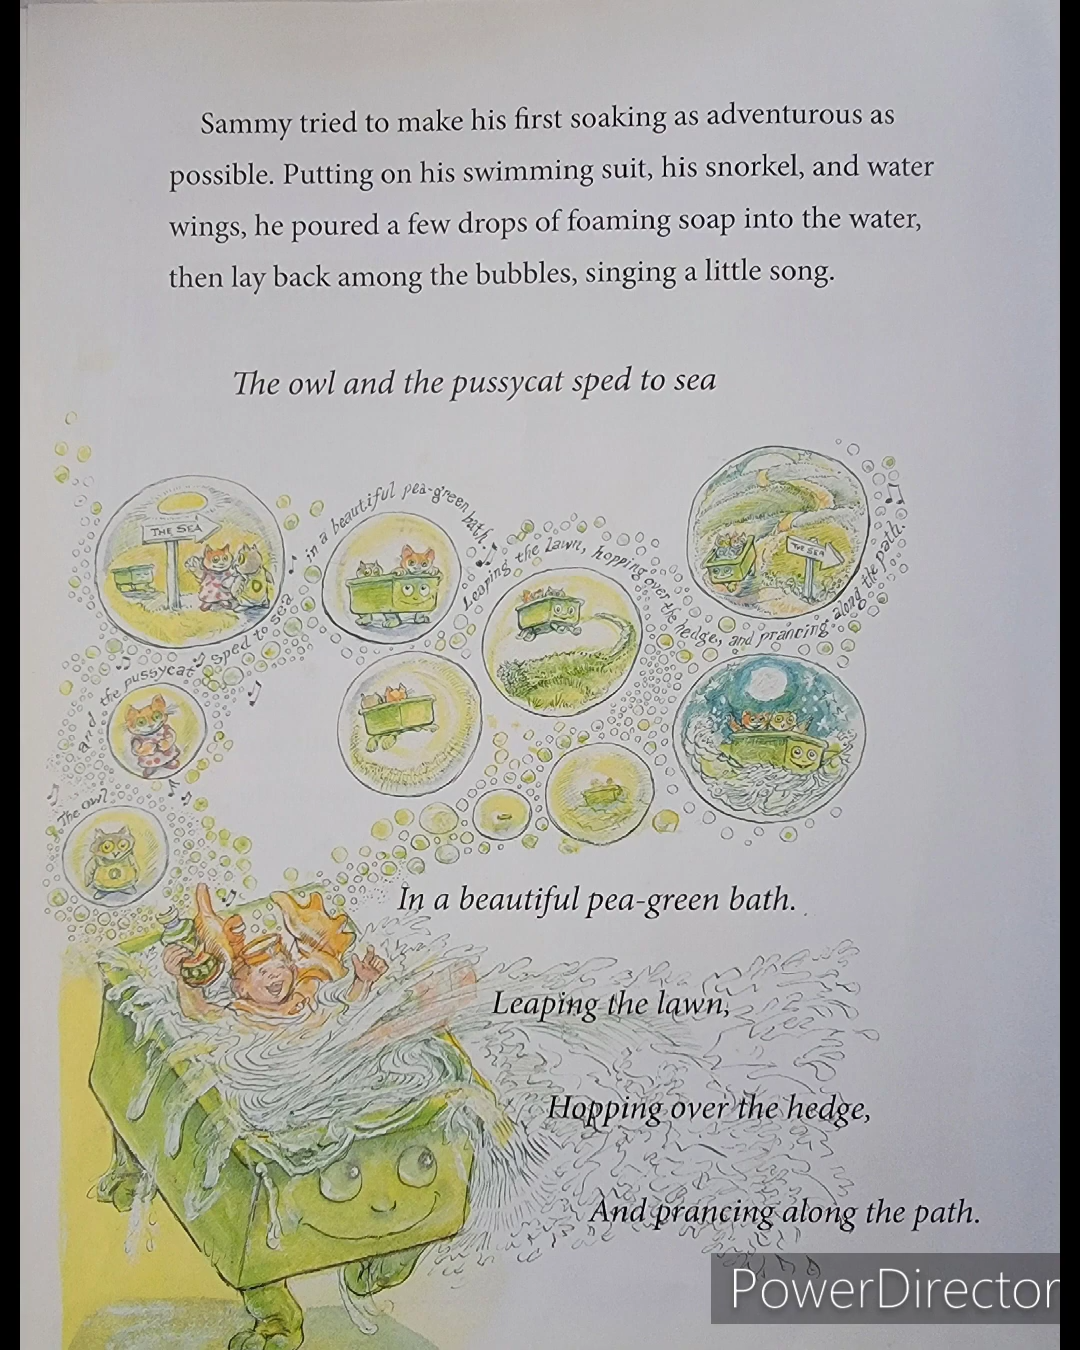 Sammy tried to make his first soaking as adventurous as
possible. Putting on his swimming suit, his snorkel, and water
wings, he poured a few drops of foaming soap into the water,
then lay back among the bubbles, singing a little song.
The owl and the pussycat sped to sea
The owl
and the pussycat sped to sea
in a beautiful pea-green bath.
Leaping the lawn, hopping over the hedge, and prancing along the path.
THE SEA
THE SEA
In a beautiful pea-green bath.
Leaping the lawn,
Hopping over the hedge,
And prancing along the path.
PowerDirector